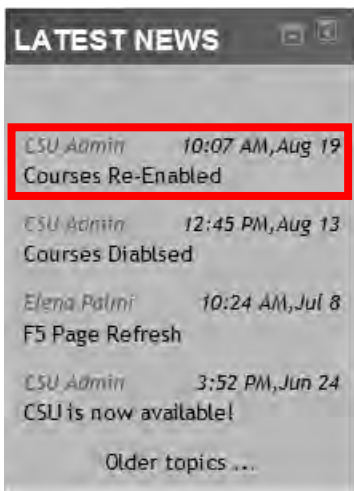 LATEST NEWS
CSU Admin 10:07 AM,Aug 19
Courses Re-Enabled
CSU Admin 12:45 PM,Aug 13
Courses Diablsed
Elena Palmi 10:24 AM,Jul 8
F5 Page Refresh
CSU Admin 3:52 PM,Jun 24
CSU is now available!
Older topics ...